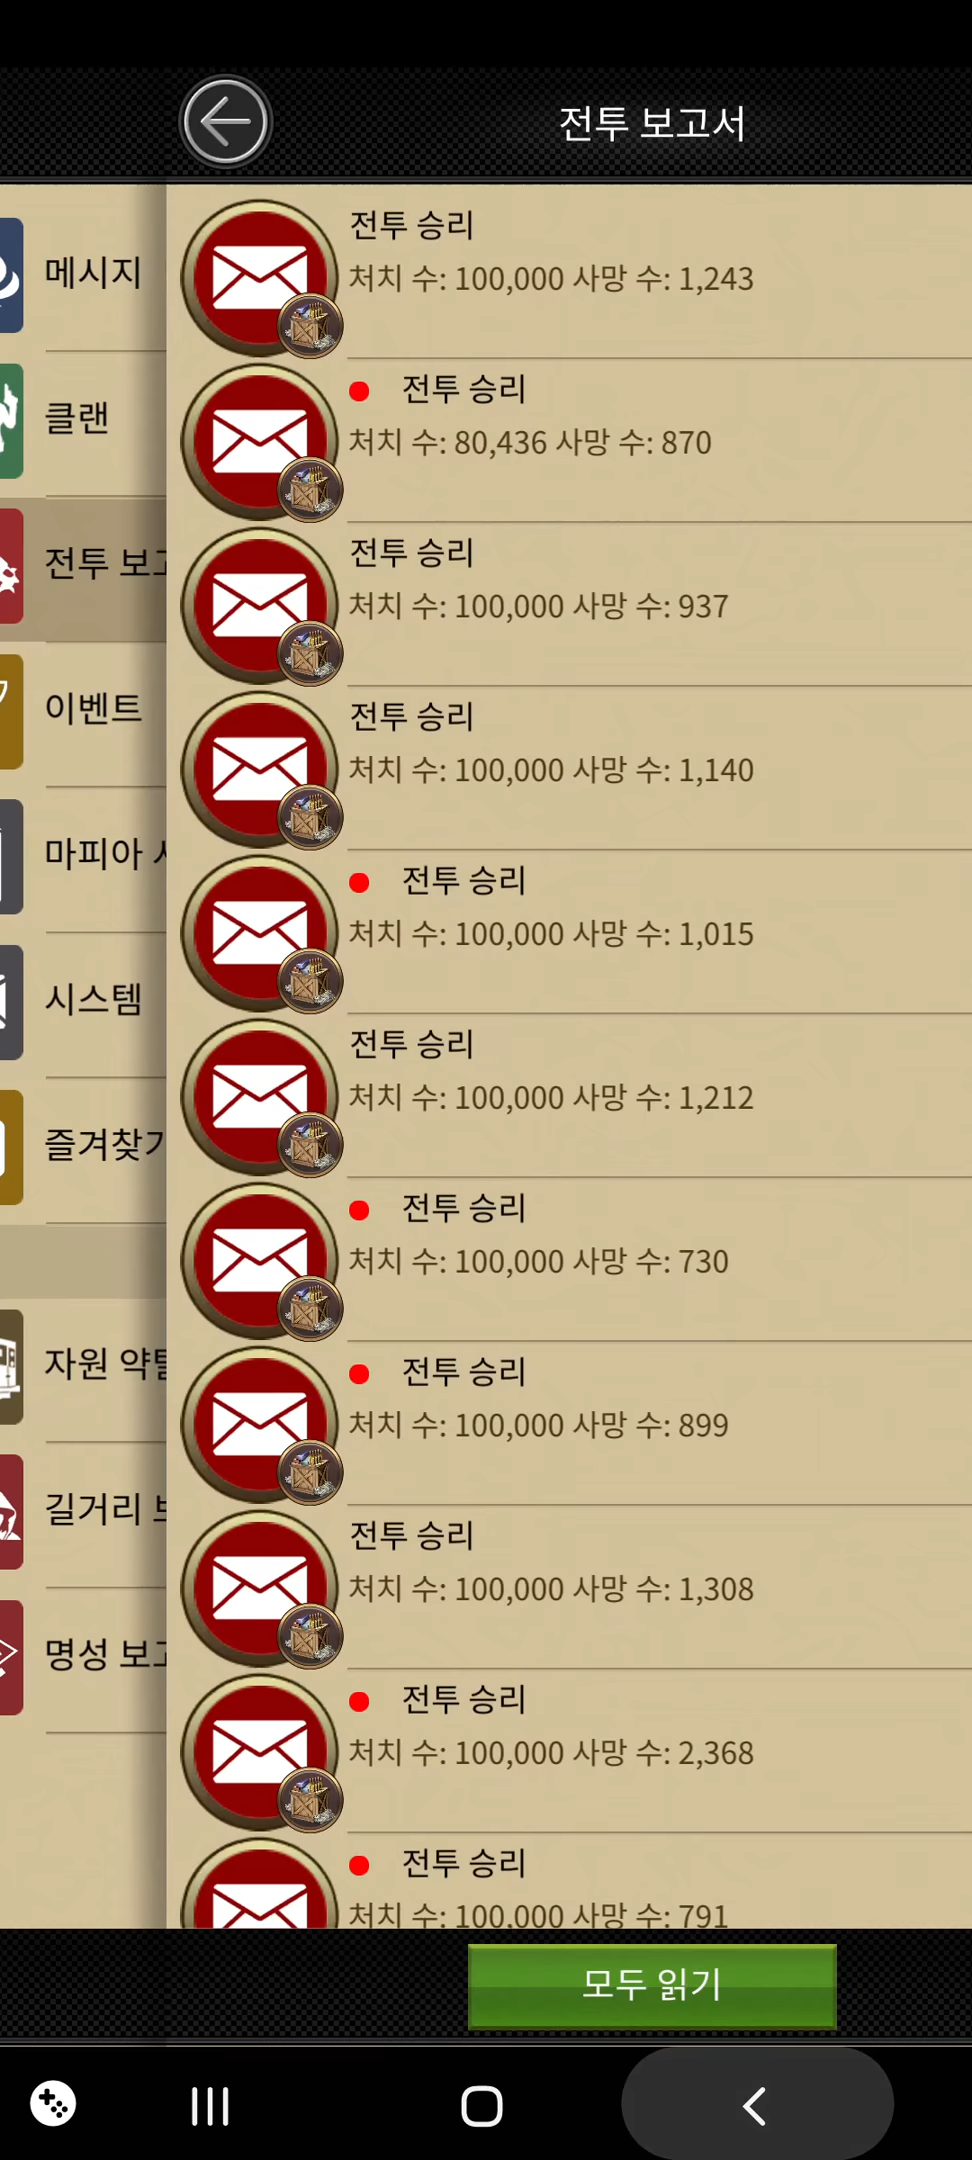 전투 보고서
메시지
클랜
전투 보고
이벤트
마피아
시스템
즐겨찾기
자원 약탈
길거리
명성 보고
전투 승리
처치 수: 100,000 사망 수: 1,243
전투 승리
처치 수: 80,436 사망 수: 870
전투 승리
처치 수: 100,000 사망 수: 937
전투 승리
처치 수: 100,000 사망 수: 1,140
전투 승리
처치 수: 100,000 사망 수: 1,015
전투 승리
처치 수: 100,000 사망 수: 1,212
전투 승리
처치 수: 100,000 사망 수: 730
전투 승리
처치 수: 100,000 사망 수: 899
전투 승리
처치 수: 100,000 사망 수: 1,308
전투 승리
처치 수: 100,000 사망 수: 2,368
전투 승리
처치 수: 100,000 사망 수: 791
모두 읽기